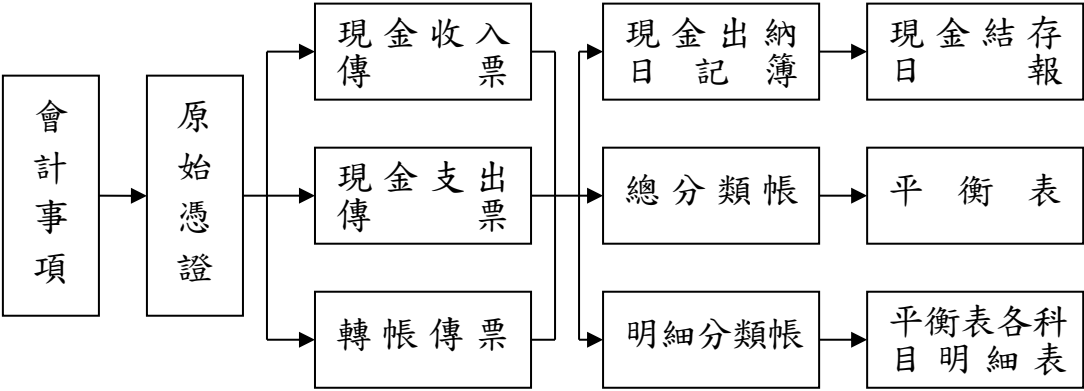 會計事項
原始憑證
現金收入
傳票
現金支出
傳票
轉帳傳票
現金出納
日記簿
總分類帳
明細分類帳
現金結存
日報
平衡表
平衡表各科
目明細表